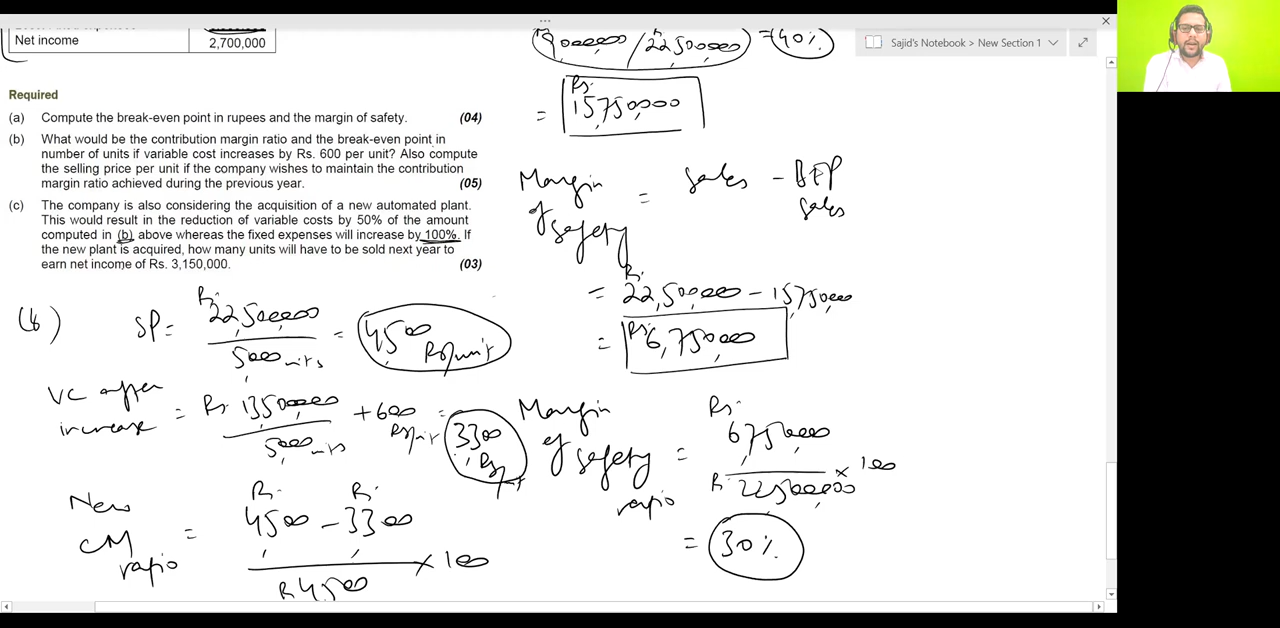 Net income 2,700,000
Required
(a) Compute the break-even point in rupees and the margin of safety. (04)
(b) What would be the contribution margin ratio and the break-even point in
number of units if variable cost increases by Rs. 600 per unit? Also compute
the selling price per unit if the company wishes to maintain the contribution
margin ratio achieved during the previous year. (05)
(c) The company is also considering the acquisition of a new automated plant.
This would result in the reduction of variable costs by 50% of the amount
computed in (b) above whereas the fixed expenses will increase by 100%. If
the new plant is acquired, how many units will have to be sold next year to
earn net income of Rs. 3,150,000. (03)
(b) SP = Rs. 22,500,000 / 5000 units = 4,500 Rs/unit
VC after
increase = Rs. 13,500,000 / 5,000 units + 600 Rs/unit = 3300
New
CM
ratio = Rs. 4500 - Rs. 3300
R 4500 × 100
9000000 / 22,500,000 = 40%
= Rs. 15,750,000
Margin
of safety = Sales - BEP
Sales
= Rs. 22,500,000 - 15,750,000
= Rs. 6,750,000
Margin
of safety
ratio = Rs. 6,750,000
R. 22,500,000 × 100
= 30%
Sajid's Notebook > New Section 1